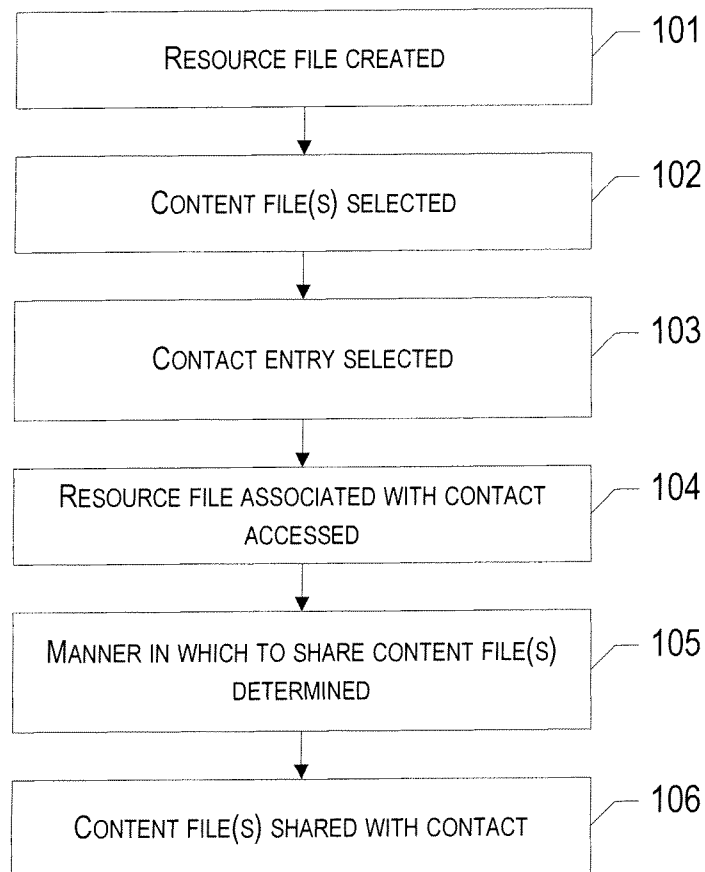 RESOURCE FILE CREATED
101
CONTENT FILE(S) SELECTED
102
CONTACT ENTRY SELECTED
103
RESOURCE FILE ASSOCIATED WITH CONTACT
ACCESSED
104
MANNER IN WHICH TO SHARE CONTENT FILE(S)
DETERMINED
105
CONTENT FILE(S) SHARED WITH CONTACT
106